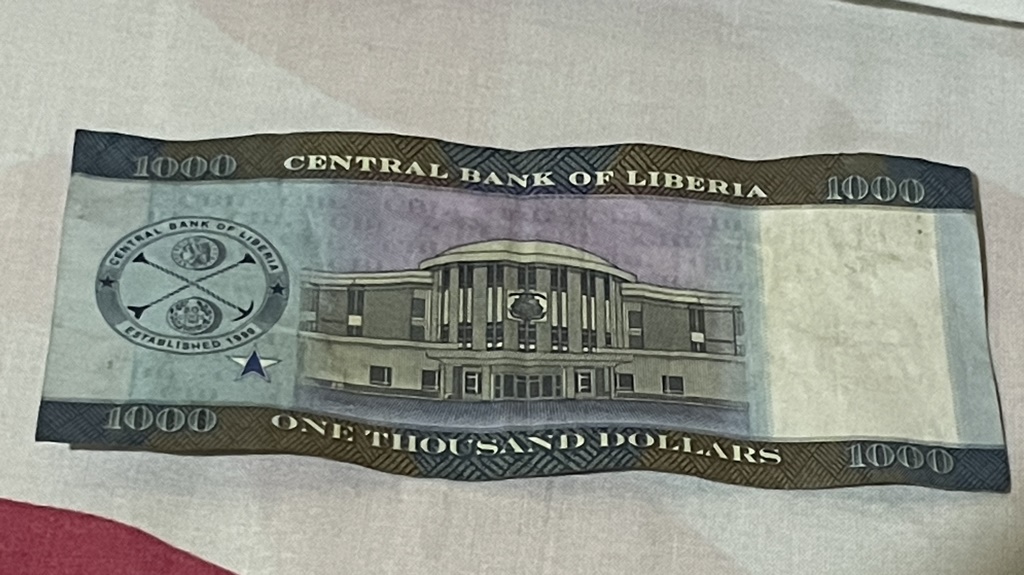 1000 CENTRAL BANK OF LIBERIA 1000
CENTRAL BANK OF LIBERIA
ESTABLISHED 1999
1000 ONE THOUSAND DOLLARS 1000